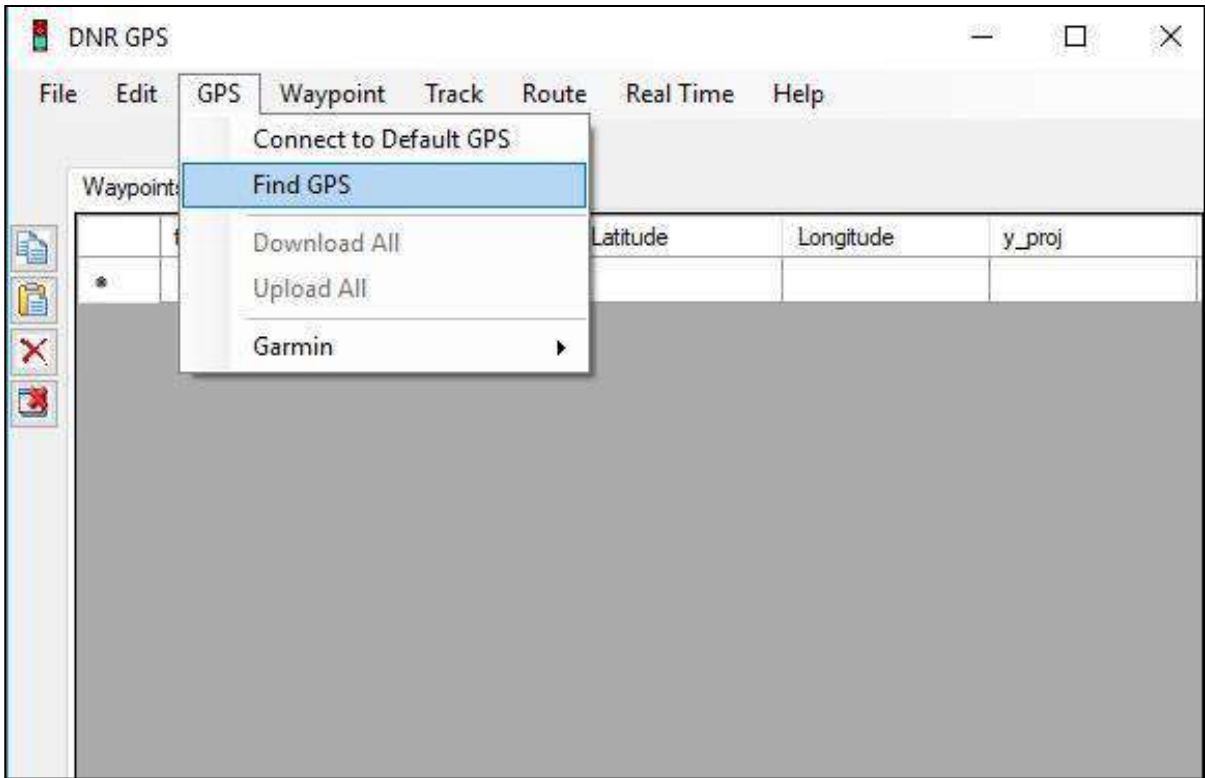 DNR GPS
File Edit GPS Waypoint Track Route Real Time Help
Connect to Default GPS
Waypoints Find GPS
Latitude Longitude y_proj
Download All
Upload All
Garmin